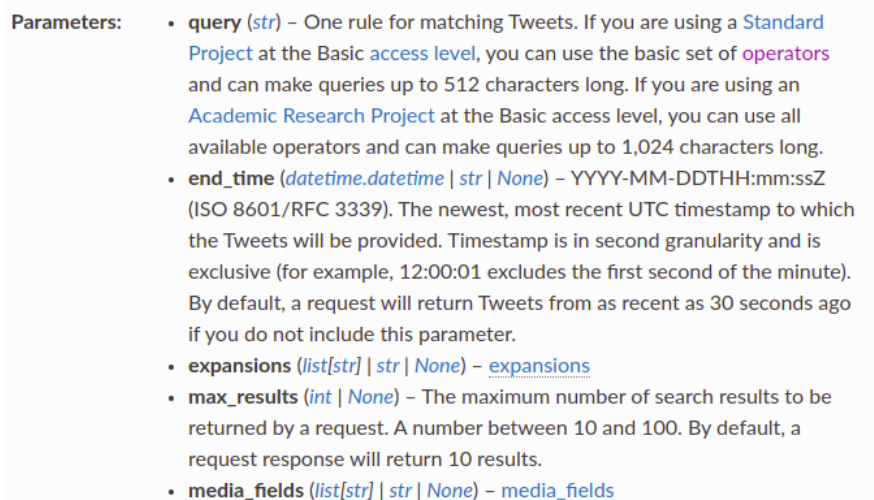 Parameters: • query (str) – One rule for matching Tweets. If you are using a Standard
Project at the Basic access level, you can use the basic set of operators
and can make queries up to 512 characters long. If you are using an
Academic Research Project at the Basic access level, you can use all
available operators and can make queries up to 1,024 characters long.
• end_time (datetime.datetime | str | None) – YYYY-MM-DDTHH:mm:ssZ
(ISO 8601/RFC 3339). The newest, most recent UTC timestamp to which
the Tweets will be provided. Timestamp is in second granularity and is
exclusive (for example, 12:00:01 excludes the first second of the minute).
By default, a request will return Tweets from as recent as 30 seconds ago
if you do not include this parameter.
• expansions (list[str] | str | None) – expansions
• max_results (int | None) – The maximum number of search results to be
returned by a request. A number between 10 and 100. By default, a
request response will return 10 results.
• media_fields (list[str] | str | None) – media_fields